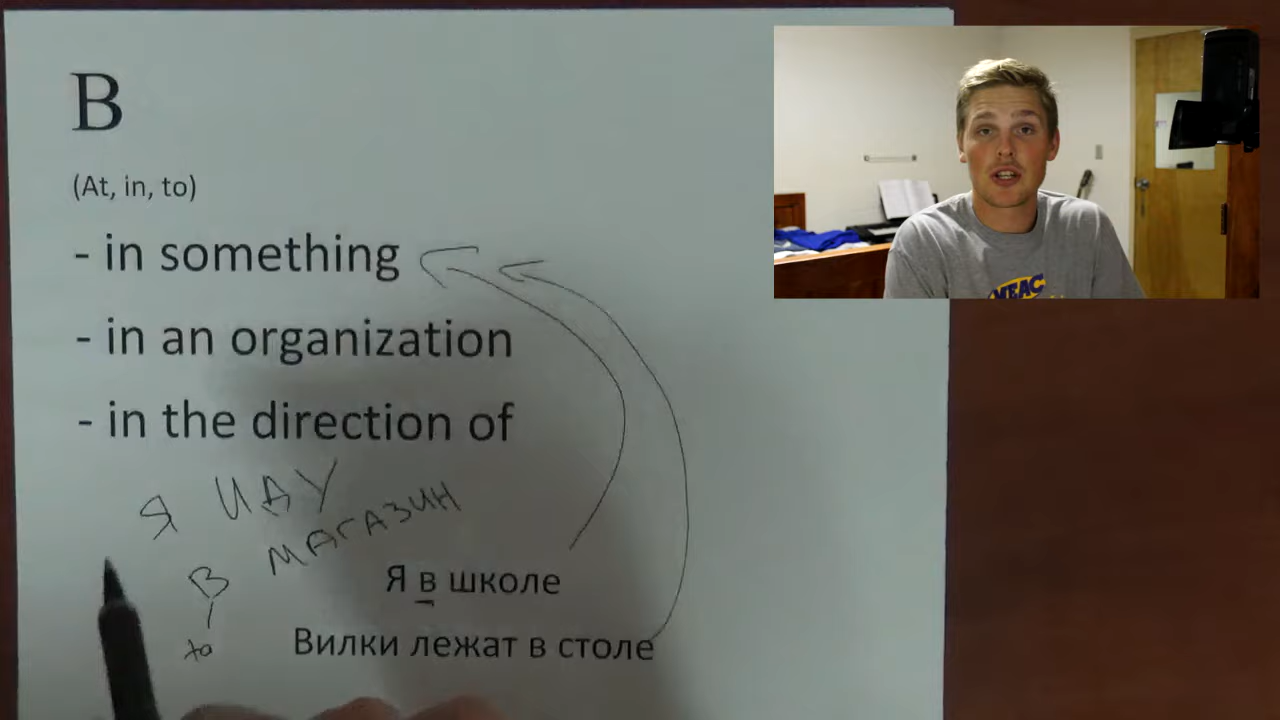 В
(At, in, to)
- in something
- in an organization
- in the direction of
Я ИДУ
В МАГАЗИН
to
Я в школе
Вилки лежат в столе
MEAC